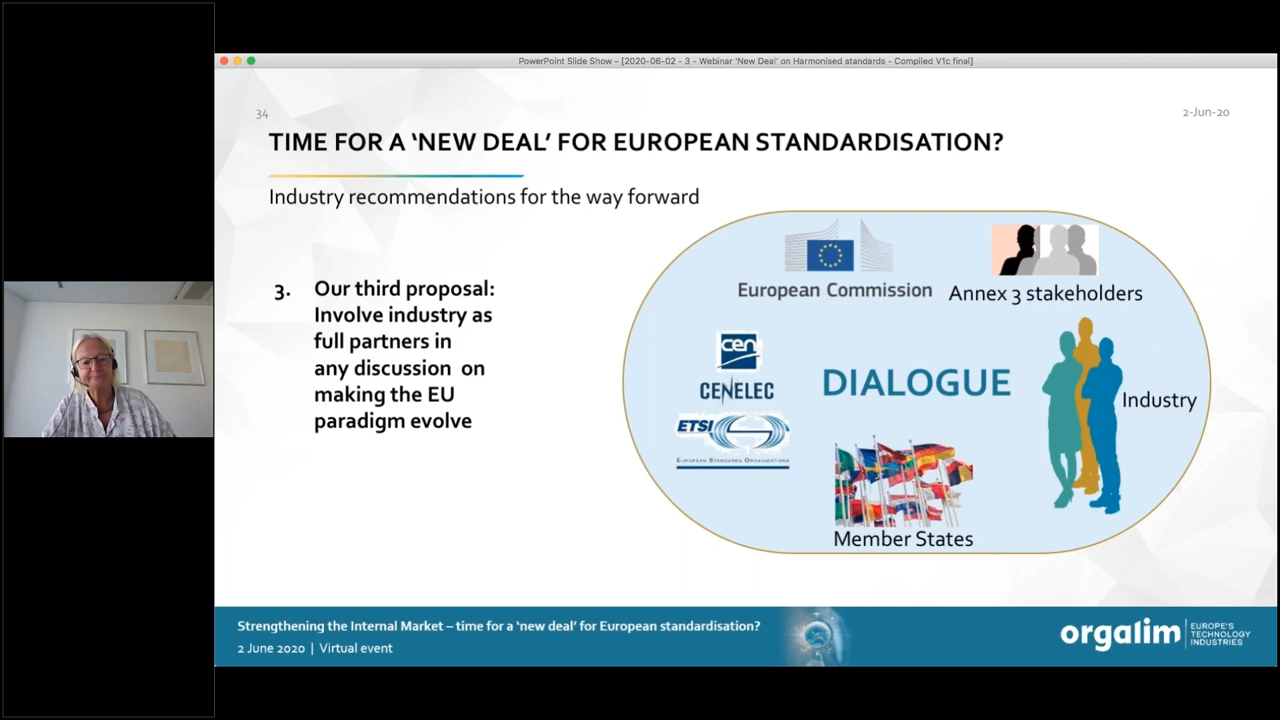 PowerPoint Slide Show – [2020-06-02 - 3 - Webinar 'New Deal' on Harmonised standards - Compiled V1c final]
34
2-Jun-20
TIME FOR A ‘NEW DEAL’ FOR EUROPEAN STANDARDISATION?
Industry recommendations for the way forward
3. Our third proposal:
Involve industry as
full partners in
any discussion on
making the EU
paradigm evolve
European Commission
Annex 3 stakeholders
cen
CENELEC
ETSI
EUROPEAN STANDARDS ORGANIZATIONS
DIALOGUE
Industry
Member States
Strengthening the Internal Market – time for a ‘new deal’ for European standardisation?
2 June 2020 | Virtual event
orgalim
EUROPE'S
TECHNOLOGY
INDUSTRIES